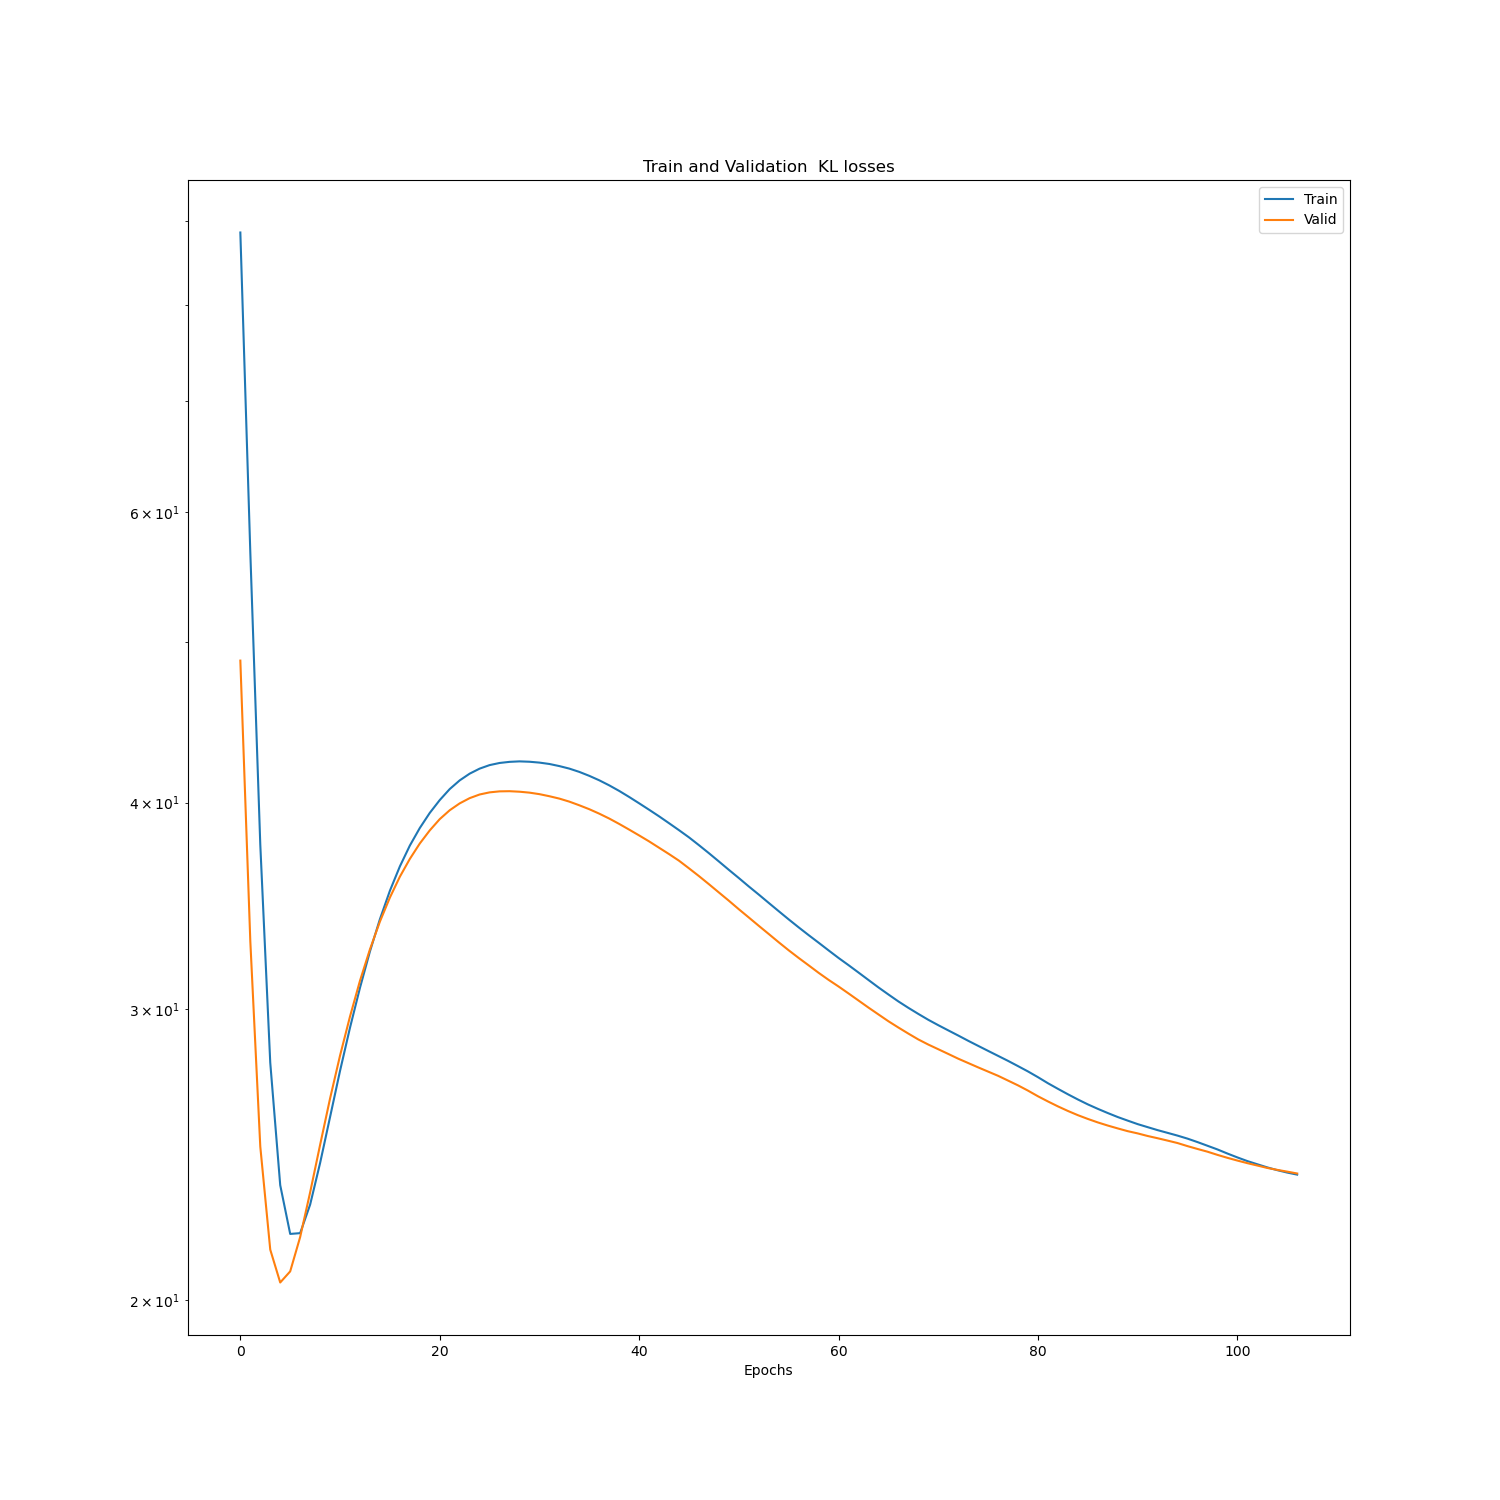 Train and Validation  KL losses
Train
Valid
6 × 10¹
4 × 10¹
3 × 10¹
2 × 10¹
0 20 40 60 80 100
Epochs